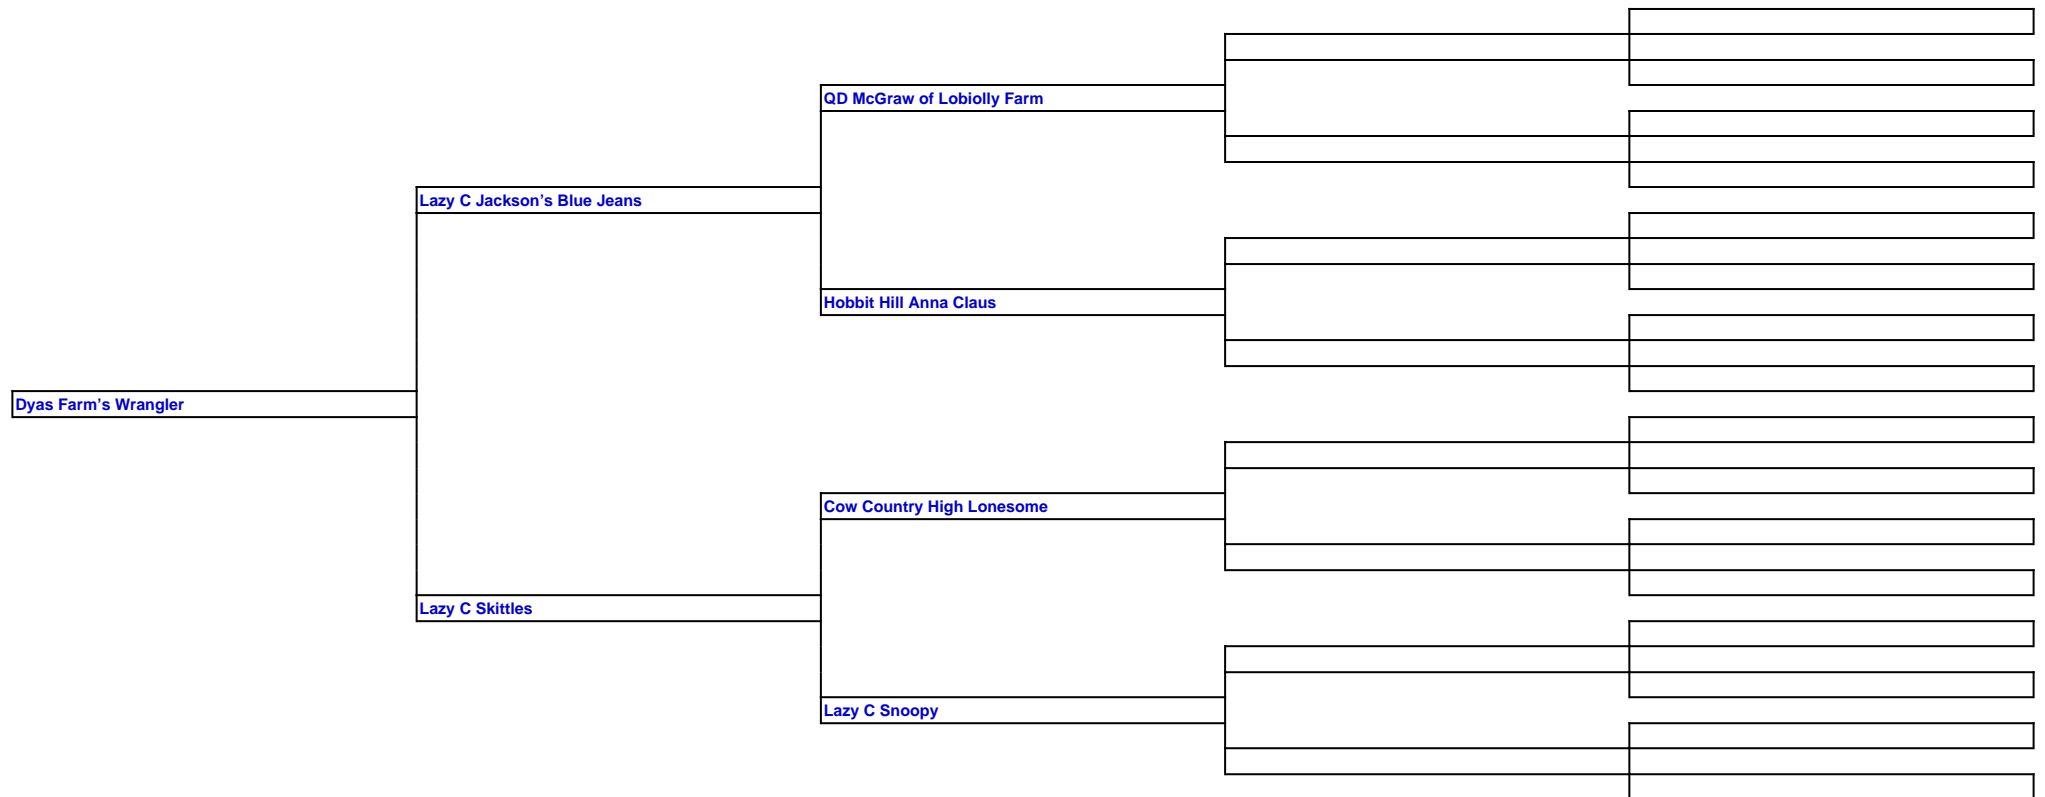 QD McGraw of Lobiolly Farm
Lazy C Jackson’s Blue Jeans
Hobbit Hill Anna Claus
Dyas Farm’s Wrangler
Cow Country High Lonesome
Lazy C Skittles
Lazy C Snoopy